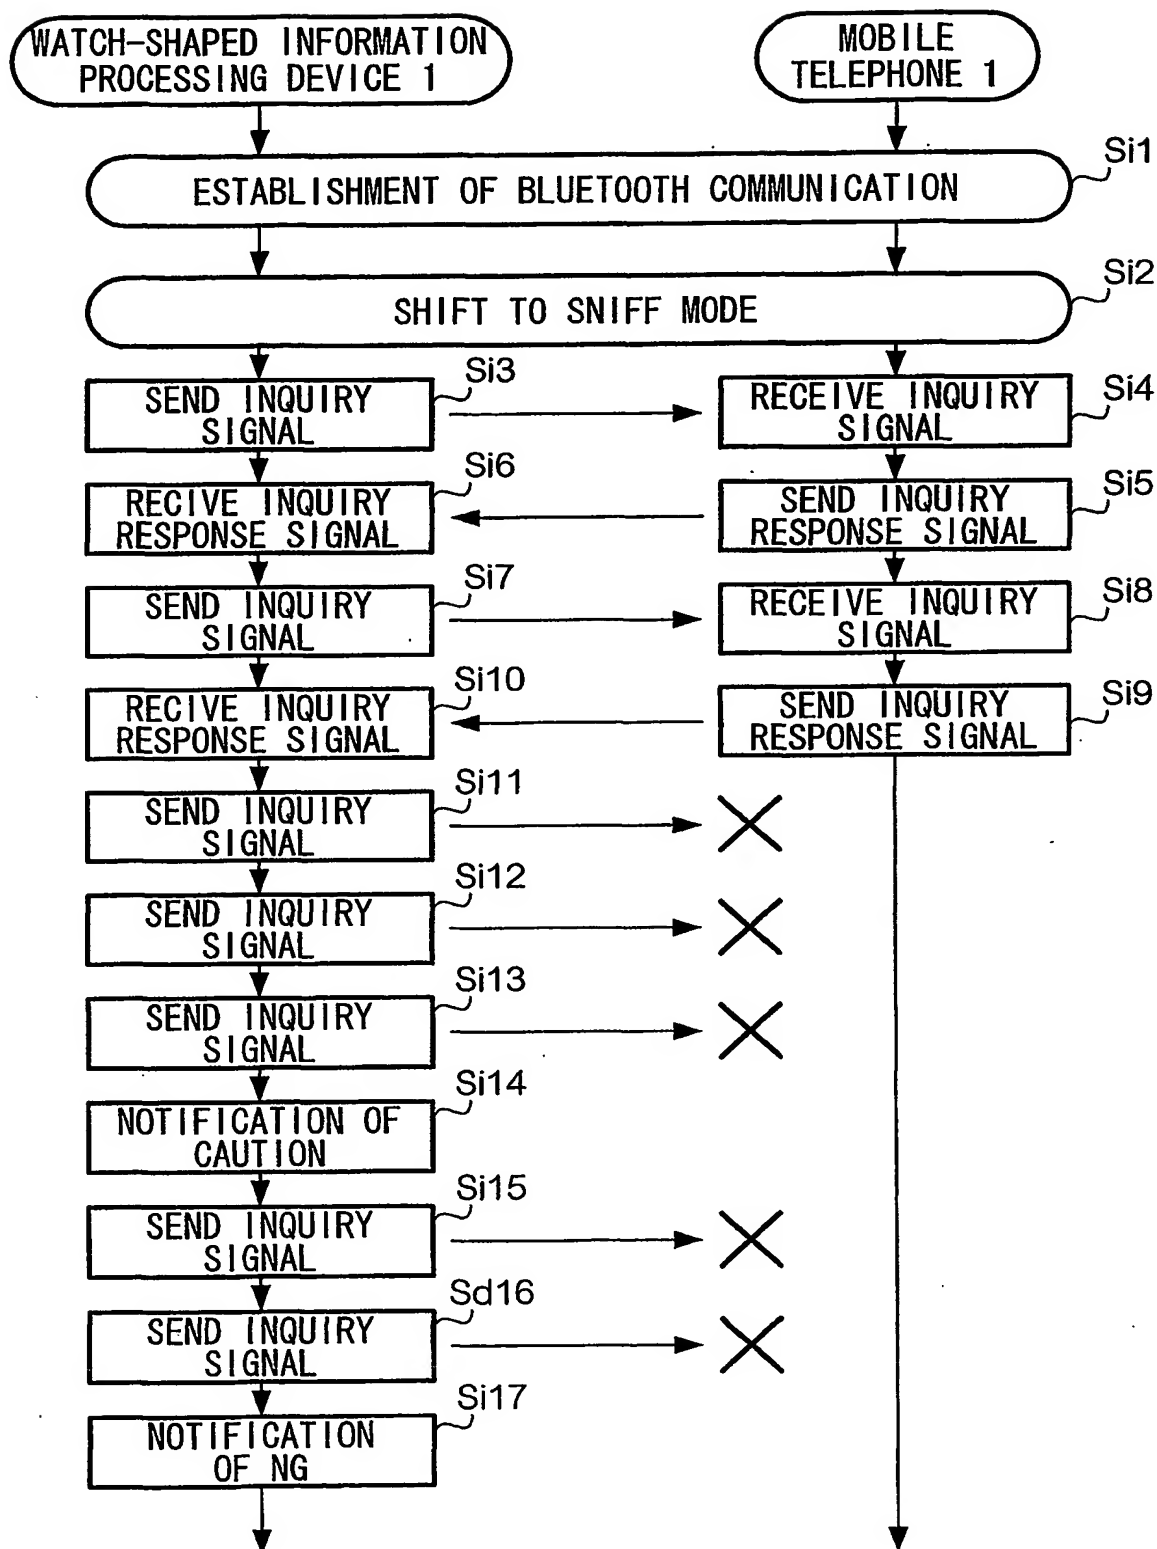 WATCH-SHAPED INFORMATION
PROCESSING DEVICE 1
MOBILE
TELEPHONE 1
Si1
ESTABLISHMENT OF BLUETOOTH COMMUNICATION
Si2
SHIFT TO SNIFF MODE
Si3
SEND INQUIRY
SIGNAL
Si4
RECEIVE INQUIRY
SIGNAL
Si6
RECIVE INQUIRY
RESPONSE SIGNAL
Si5
SEND INQUIRY
RESPONSE SIGNAL
Si7
SEND INQUIRY
SIGNAL
Si8
RECEIVE INQUIRY
SIGNAL
Si10
RECIVE INQUIRY
RESPONSE SIGNAL
Si9
SEND INQUIRY
RESPONSE SIGNAL
Si11
SEND INQUIRY
SIGNAL
Si12
SEND INQUIRY
SIGNAL
Si13
SEND INQUIRY
SIGNAL
Si14
NOTIFICATION OF
CAUTION
Si15
SEND INQUIRY
SIGNAL
Sd16
SEND INQUIRY
SIGNAL
Si17
NOTIFICATION
OF NG